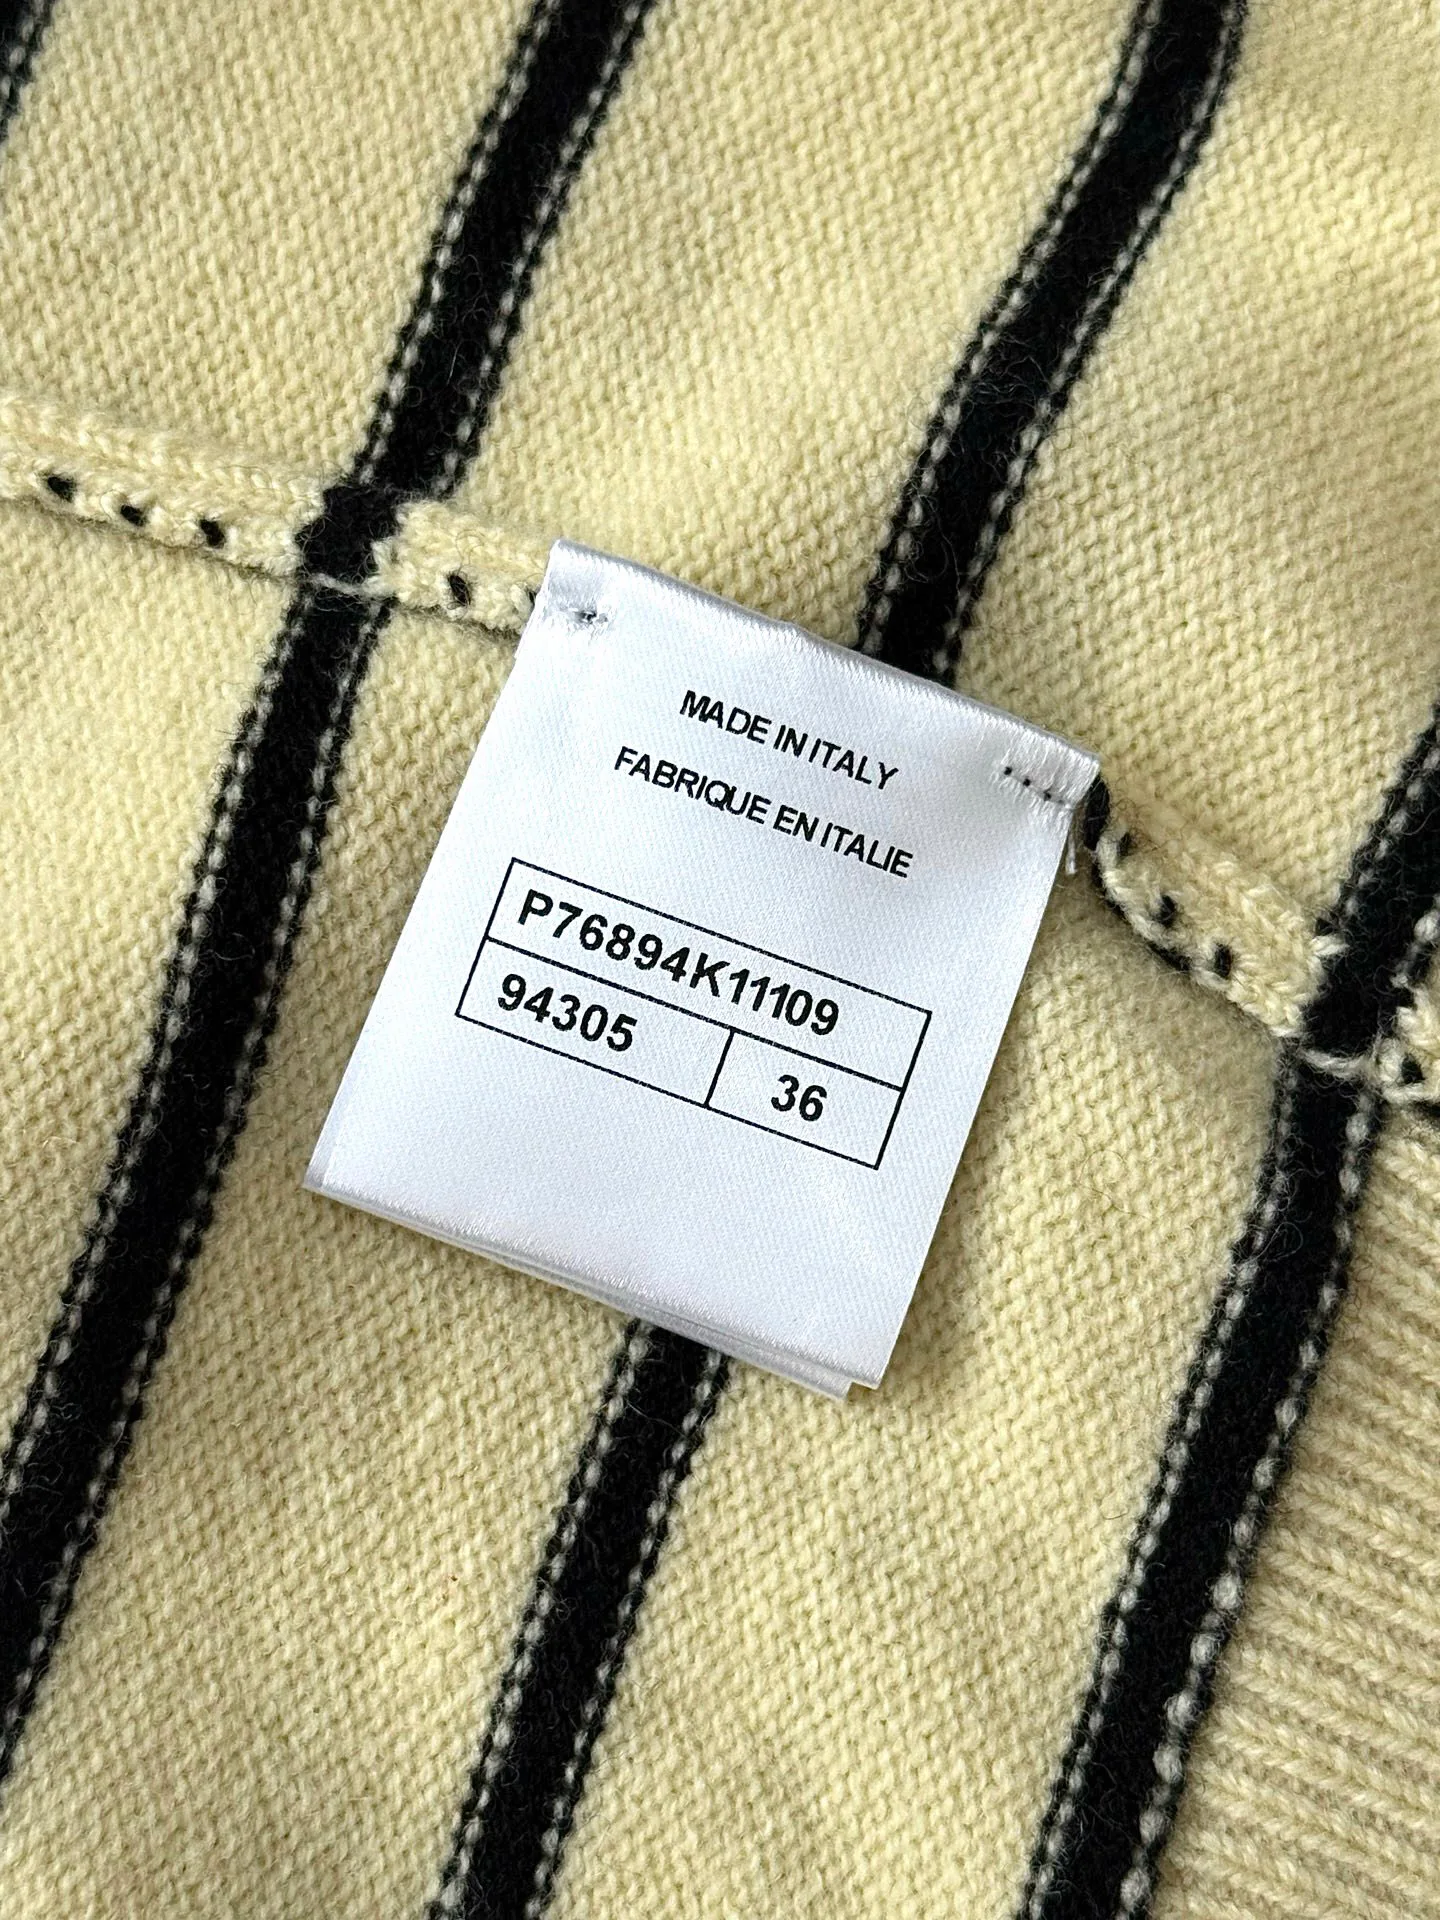 MADE IN ITALY
FABRIQUE EN ITALIE
P76894K11109
94305
36